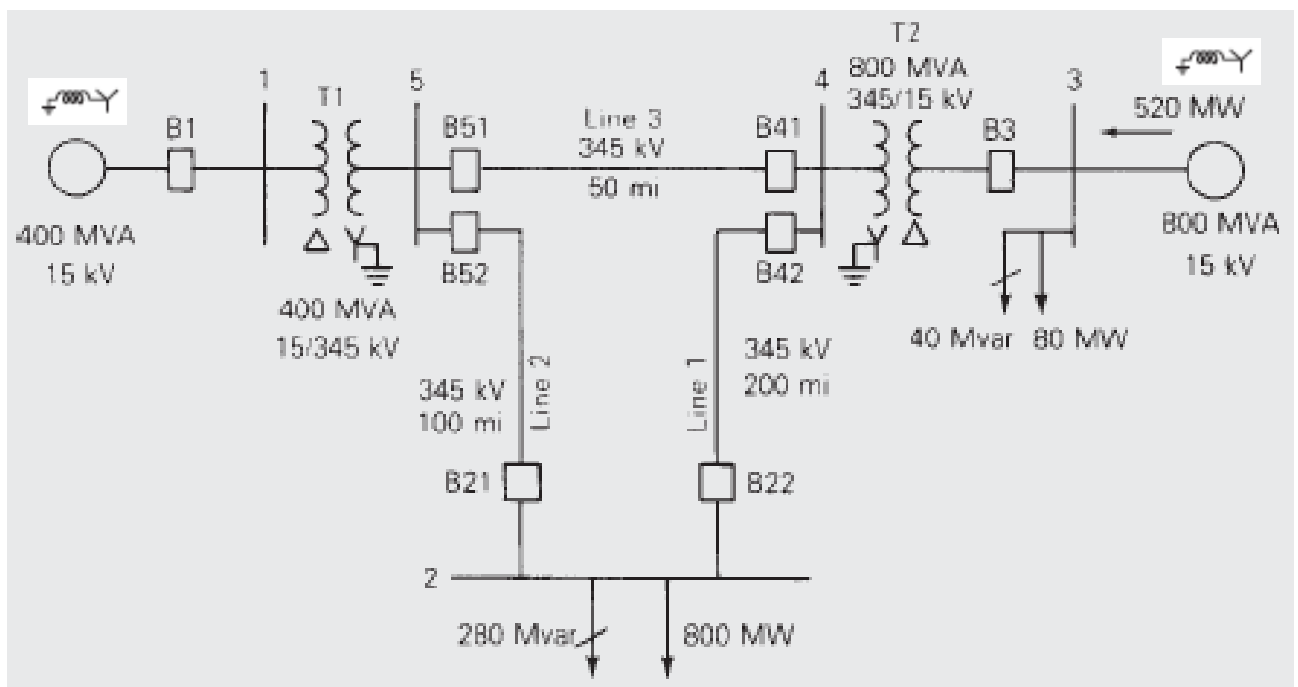 T2
800 MVA
345/15 kV
1
5
4
3
520 MW
T1
B1
B51
Line 3
345 kV
50 mi
B41
B3
400 MVA
15 kV
B52
B42
800 MVA
15 kV
400 MVA
15/345 kV
40 Mvar 80 MW
345 kV
100 mi
Line 2
Line 1
345 kV
200 mi
B21
B22
2
280 Mvar
800 MW